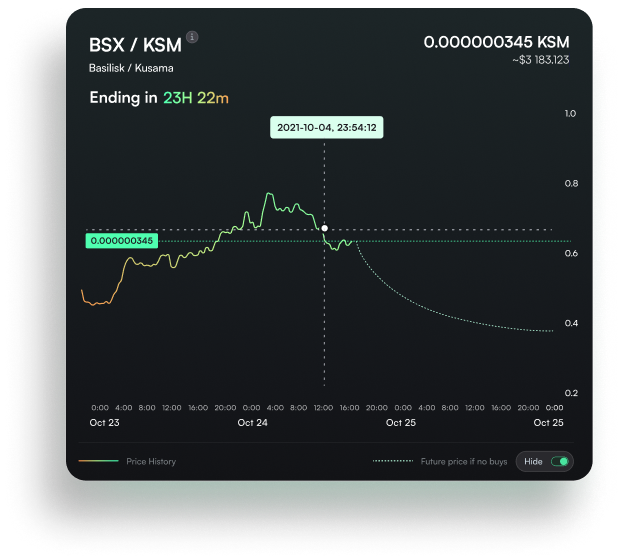 BSX / KSM i
0.000000345 KSM
Basilisk / Kusama
~$3 183.123
Ending in 23H 22m
2021-10-04, 23:54:12
1.0
0.8
0.000000345
0.6
0.4
0.2
0:00 4:00 8:00 12:00 16:00 20:00 0:00 4:00 8:00 12:00 16:00 20:00 0:00 4:00 8:00 12:00 16:00 20:00 0:00
Oct 23 Oct 24 Oct 25 Oct 25
Price History
Future price if no buys
Hide